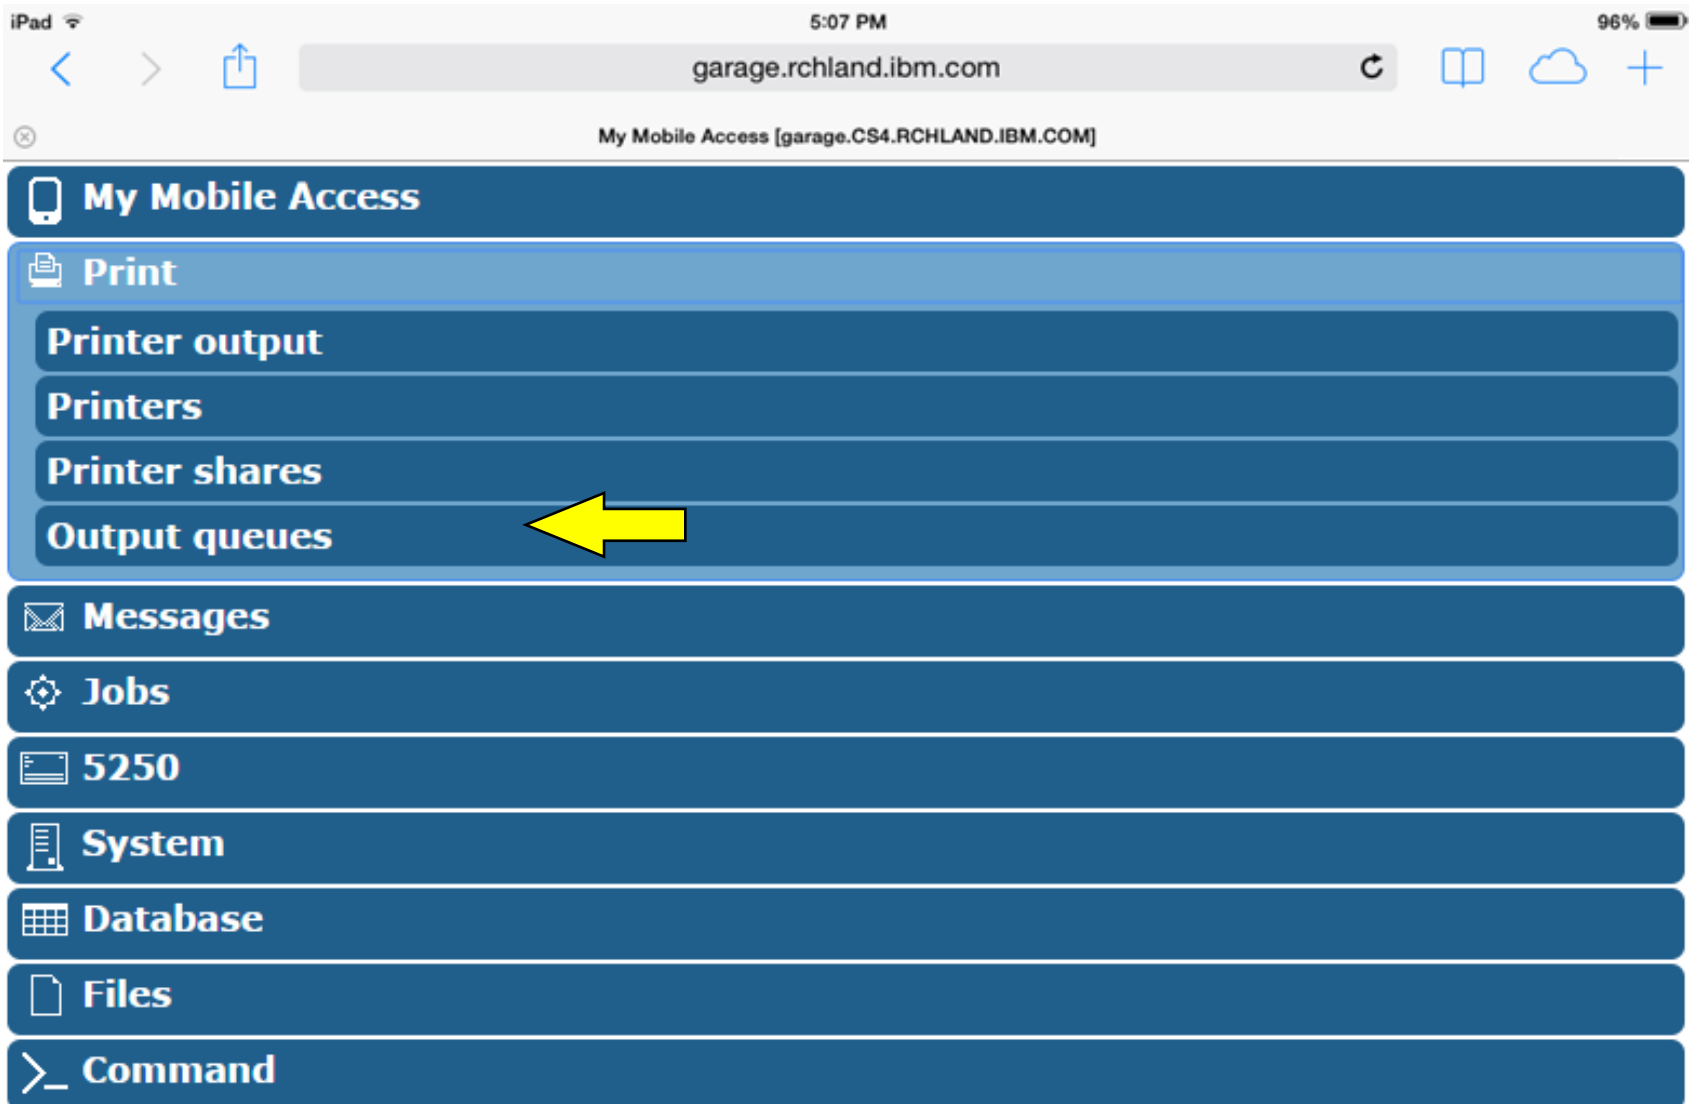 iPad 5:07 PM 96%
garage.rchland.ibm.com
My Mobile Access [garage.CS4.RCHLAND.IBM.COM]
My Mobile Access
Print
Printer output
Printers
Printer shares
Output queues
Messages
Jobs
5250
System
Database
Files
Command